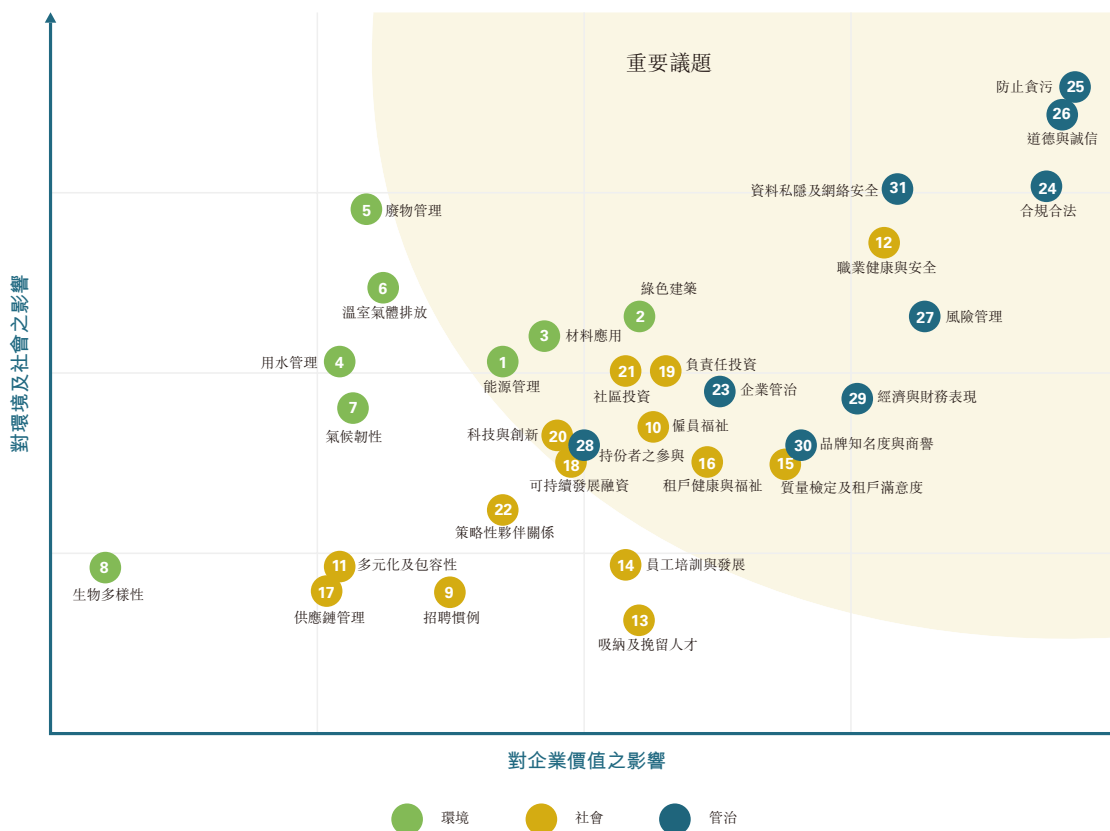 重要議題
防止貪污 25
26
道德與誠信
資料私隱及網絡安全 31
24
合規合法
5 廢物管理
12
職業健康與安全
6
溫室氣體排放
綠色建築
2
27 風險管理
3 材料應用
用水管理 4
1
能源管理
21
社區投資
19 負責任投資
23 企業管治
29 經濟與財務表現
7
氣候韌性
科技與創新 20
28
持份者之參與
10 僱員福祉
18
可持續發展融資
16
租戶健康與福祉
30 品牌知名度與商譽
15
質量檢定及租戶滿意度
22
策略性夥伴關係
8
生物多樣性
11 多元化及包容性
17
供應鏈管理
9
招聘慣例
14 員工培訓與發展
13
吸納及挽留人才
對環境及社會之影響
對企業價值之影響
環境 社會 管治